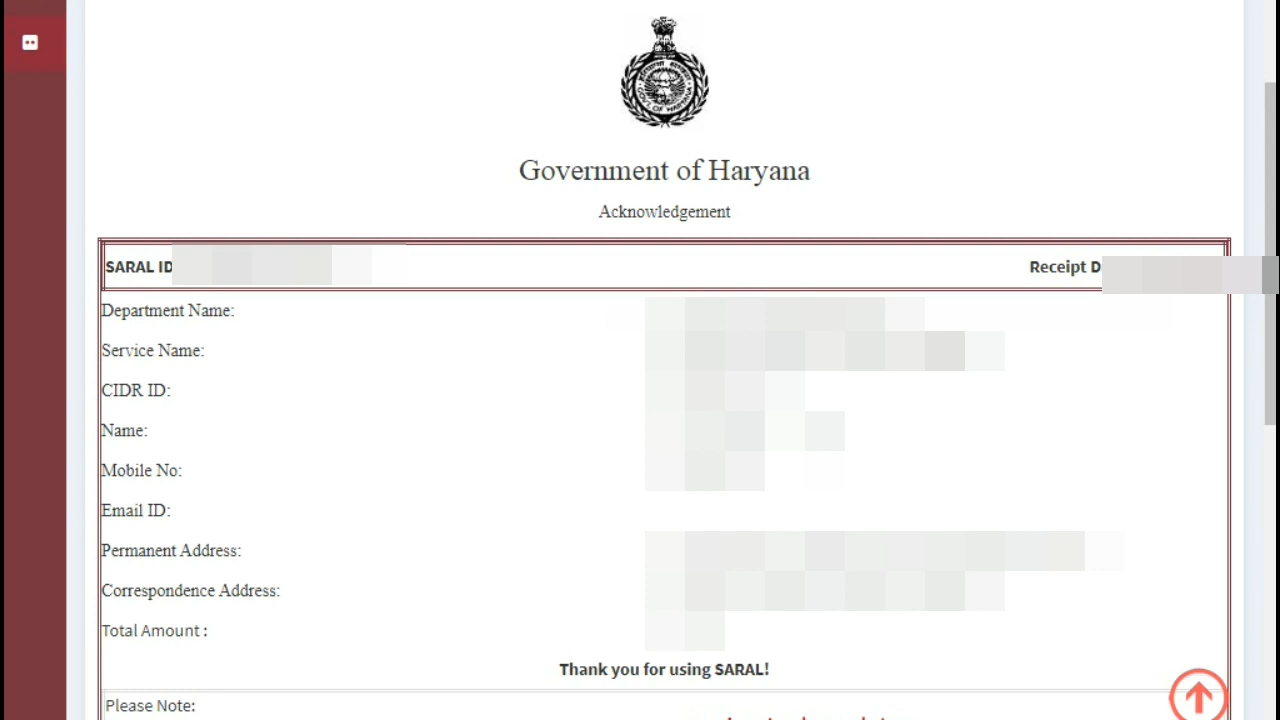 Government of Haryana
Acknowledgement
SARAL ID
Receipt D
Department Name:
Service Name:
CIDR ID:
Name:
Mobile No:
Email ID:
Permanent Address:
Correspondence Address:
Total Amount :
Thank you for using SARAL!
Please Note: